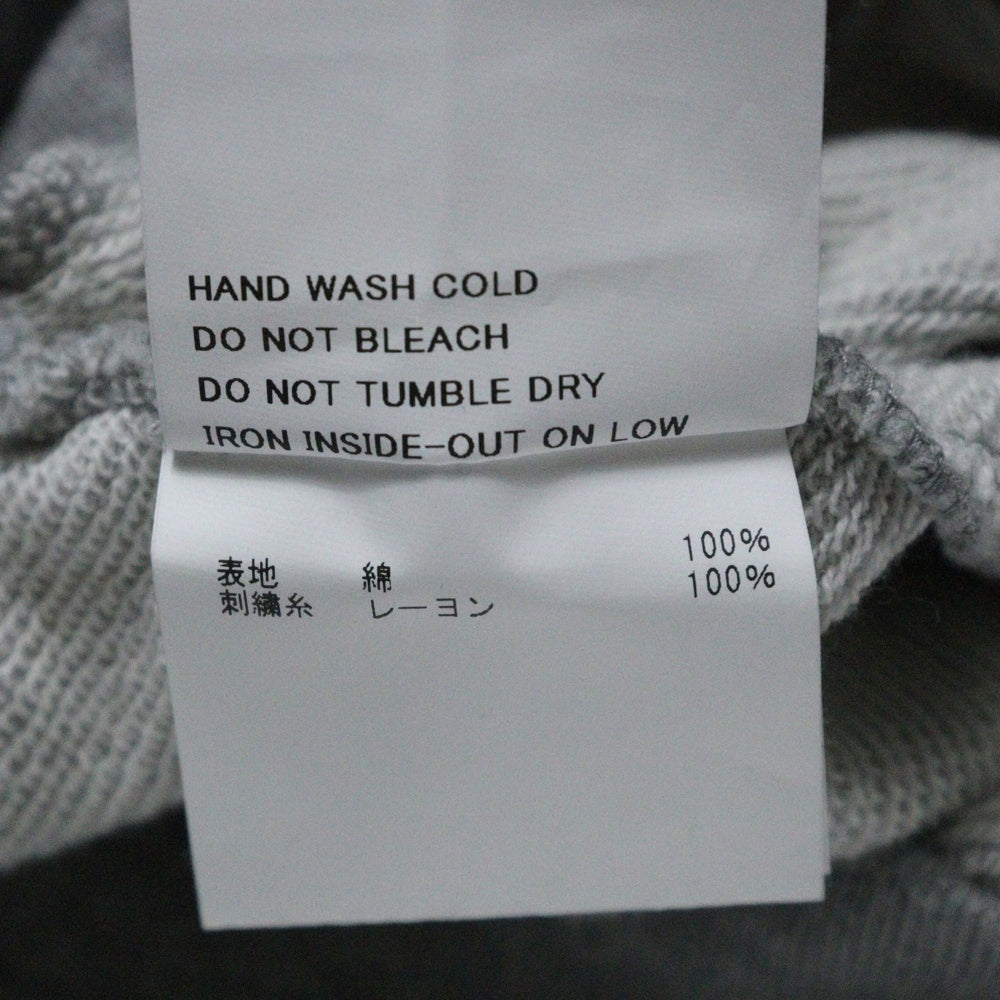 HAND WASH COLD
DO NOT BLEACH
DO NOT TUMBLE DRY
IRON INSIDE-OUT ON LOW
表地 綿 100%
刺繍糸 レーヨン 100%